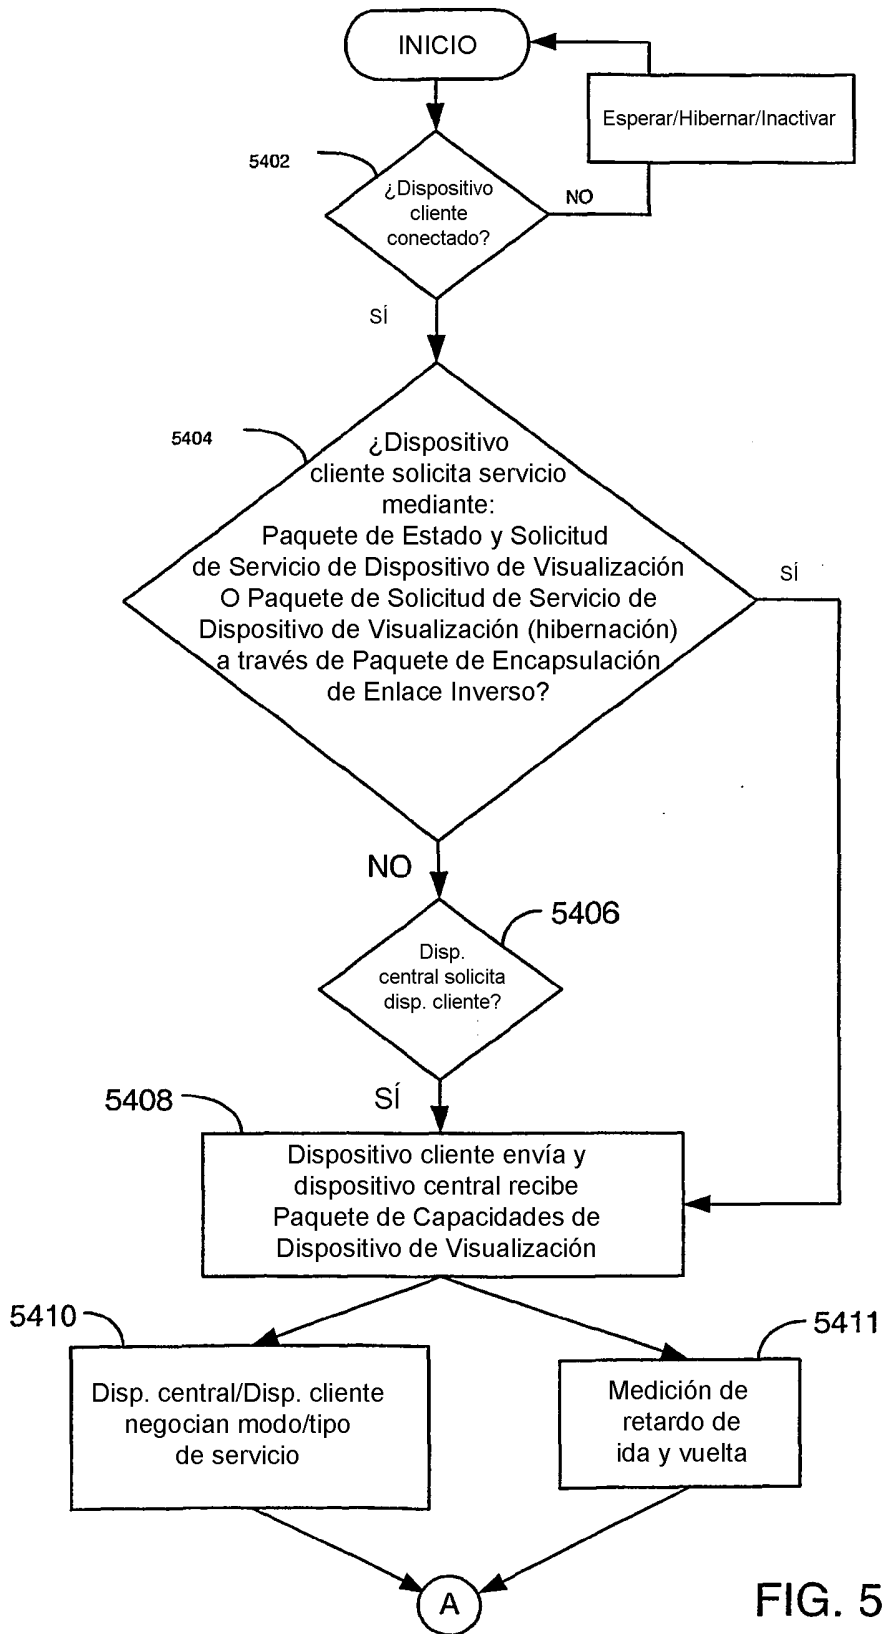 INICIO
Esperar/Hibernar/Inactivar
5402
¿Dispositivo
cliente
conectado?
NO
SÍ
5404
¿Dispositivo
cliente solicita servicio
mediante:
Paquete de Estado y Solicitud
de Servicio de Dispositivo de Visualización
O Paquete de Solicitud de Servicio de
Dispositivo de Visualización (hibernación)
a través de Paquete de Encapsulación
de Enlace Inverso?
SÍ
NO
5406
Disp.
central solicita
disp. cliente?
SÍ
5408
Dispositivo cliente envía y
dispositivo central recibe
Paquete de Capacidades de
Dispositivo de Visualización
5410
Disp. central/Disp. cliente
negocian modo/tipo
de servicio
5411
Medición de
retardo de
ida y vuelta
A
FIG. 5